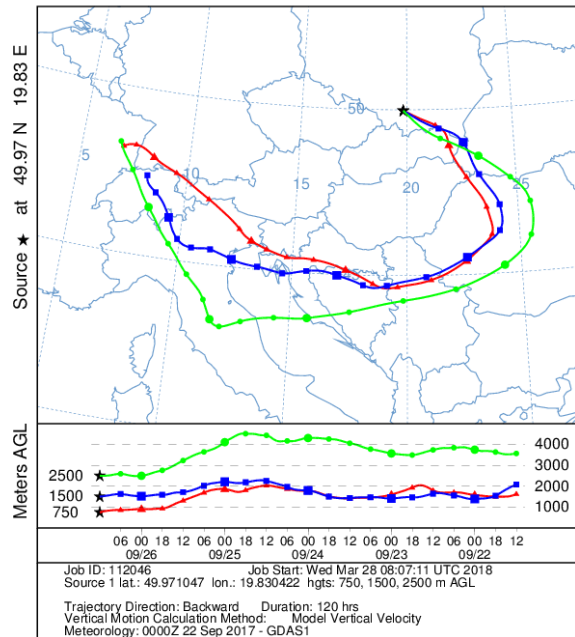 Source ★ at 49.97 N 19.83 E
50
5
10
15
20
25
Meters AGL
2500
1500
750
4000
3000
2000
1000
06 00 18 12 06 00 18 12 06 00 18 12 06 00 18 12 06 00 18 12
09/26 09/25 09/24 09/23 09/22
Job ID: 112046 Job Start: Wed Mar 28 08:07:11 UTC 2018
Source 1 lat.: 49.971047 lon.: 19.830422 hgts: 750, 1500, 2500 m AGL
Trajectory Direction: Backward Duration: 120 hrs
Vertical Motion Calculation Method: Model Vertical Velocity
Meteorology: 0000Z 22 Sep 2017 - GDAS1